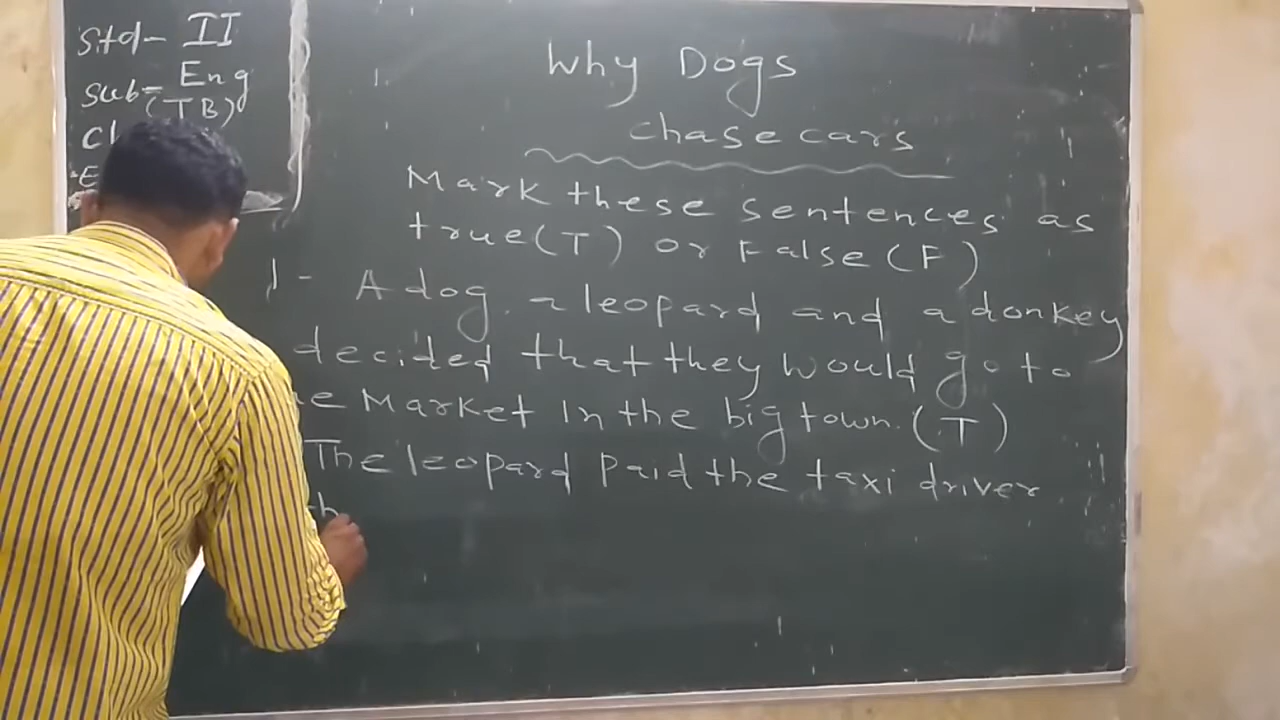 Std- II
Sub- Eng
(TB)
Why Dogs
chase cars
Mark these sentences as
true(T) or False(F)
1- A dog. a leopard and a donkey
decided that they would go to
Market In the big town. (T)
The leopard Paid the taxi driver
th